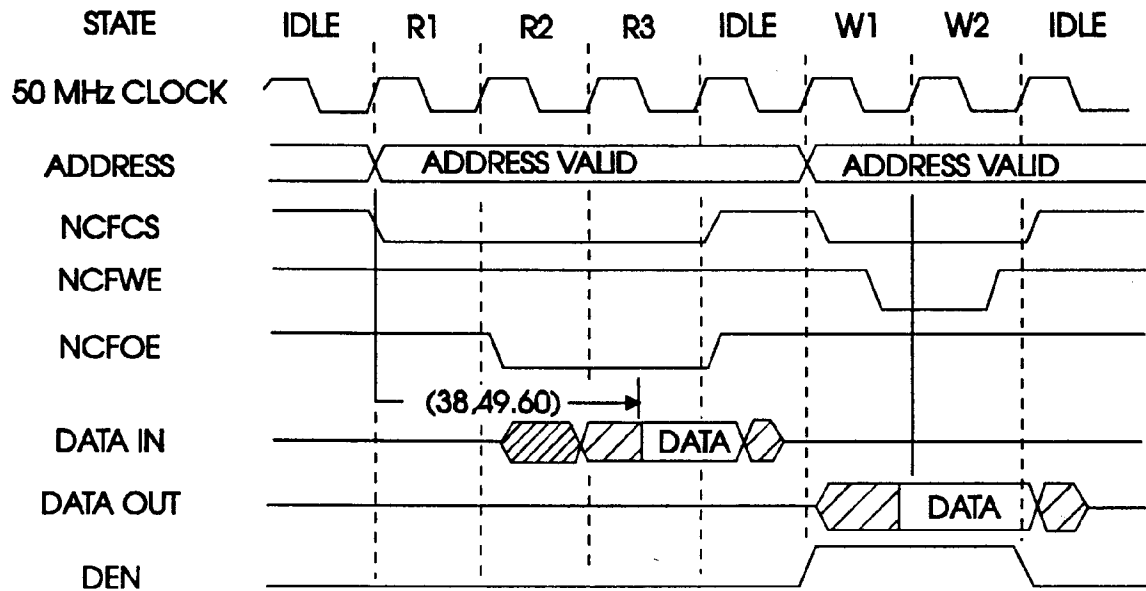 STATE IDLE R1 R2 R3 IDLE W1 W2 IDLE
50 MHz CLOCK
ADDRESS ADDRESS VALID ADDRESS VALID
NCFCS
NCFWE
NCFOE
(38,49.60)
DATA IN DATA
DATA OUT DATA
DEN